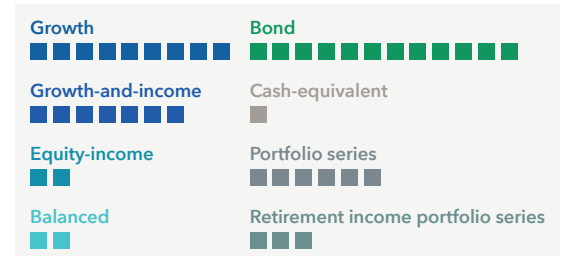 Growth
Growth-and-income
Equity-income
Balanced
Bond
Cash-equivalent
Portfolio series
Retirement income portfolio series